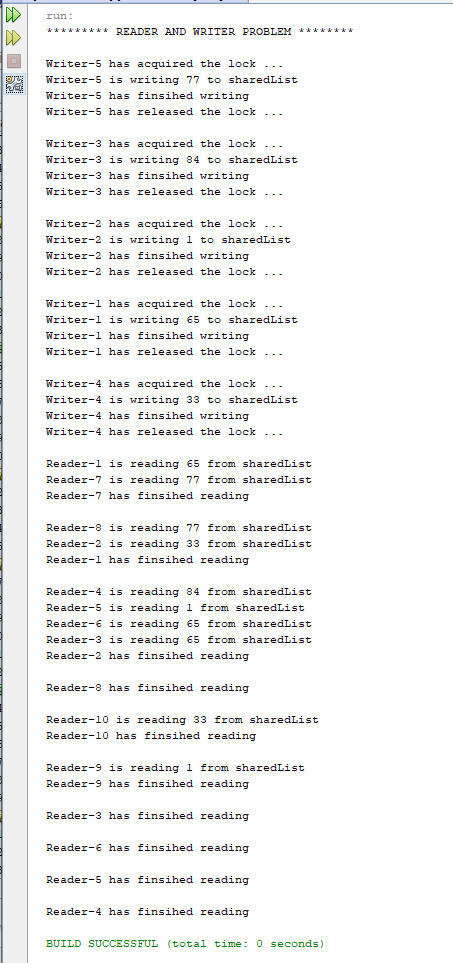 run:
********* READER AND WRITER PROBLEM ********
Writer-5 has acquired the lock ...
Writer-5 is writing 77 to sharedList
Writer-5 has finsihed writing
Writer-5 has released the lock ...
Writer-3 has acquired the lock ...
Writer-3 is writing 84 to sharedList
Writer-3 has finsihed writing
Writer-3 has released the lock ...
Writer-2 has acquired the lock ...
Writer-2 is writing 1 to sharedList
Writer-2 has finsihed writing
Writer-2 has released the lock ...
Writer-1 has acquired the lock ...
Writer-1 is writing 65 to sharedList
Writer-1 has finsihed writing
Writer-1 has released the lock ...
Writer-4 has acquired the lock ...
Writer-4 is writing 33 to sharedList
Writer-4 has finsihed writing
Writer-4 has released the lock ...
Reader-1 is reading 65 from sharedList
Reader-7 is reading 77 from sharedList
Reader-7 has finsihed reading
Reader-8 is reading 77 from sharedList
Reader-2 is reading 33 from sharedList
Reader-1 has finsihed reading
Reader-4 is reading 84 from sharedList
Reader-5 is reading 1 from sharedList
Reader-6 is reading 65 from sharedList
Reader-3 is reading 65 from sharedList
Reader-2 has finsihed reading
Reader-8 has finsihed reading
Reader-10 is reading 33 from sharedList
Reader-10 has finsihed reading
Reader-9 is reading 1 from sharedList
Reader-9 has finsihed reading
Reader-3 has finsihed reading
Reader-6 has finsihed reading
Reader-5 has finsihed reading
Reader-4 has finsihed reading
BUILD SUCCESSFUL (total time: 0 seconds)